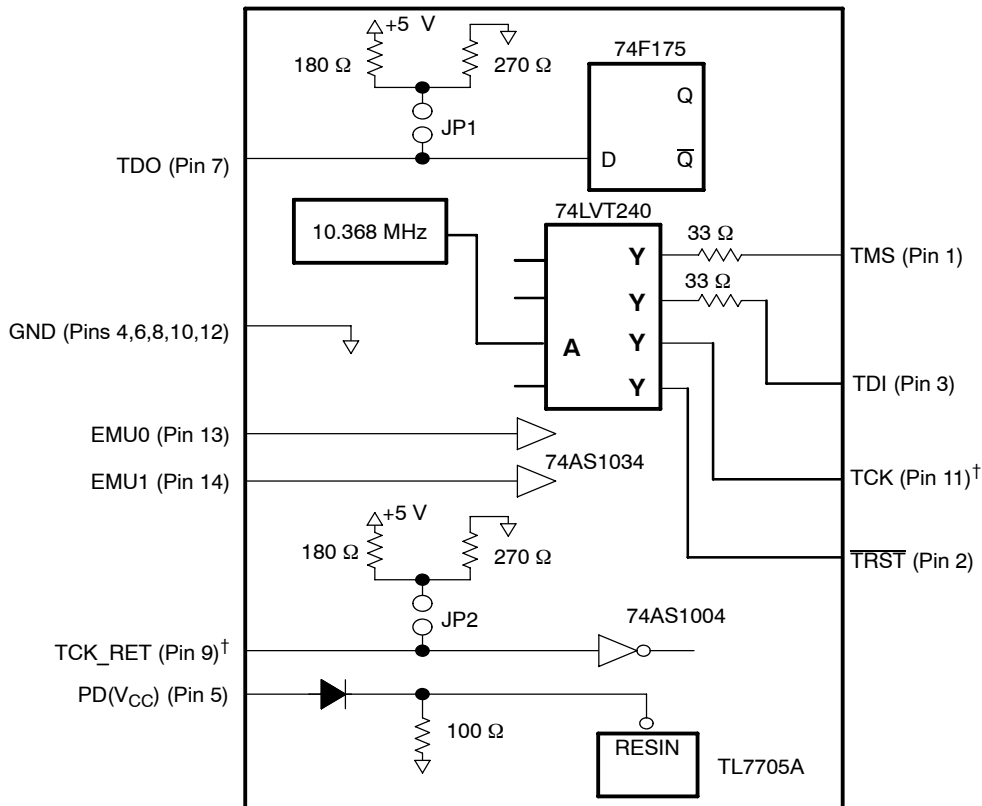 +5 V
180 Ω
270 Ω
JP1
74F175
Q
D
Q̅
TDO (Pin 7)
74LVT240
10.368 MHz
Y
33 Ω
TMS (Pin 1)
Y
33 Ω
GND (Pins 4,6,8,10,12)
A
Y
Y
TDI (Pin 3)
EMU0 (Pin 13)
74AS1034
EMU1 (Pin 14)
TCK (Pin 11)†
+5 V
180 Ω
270 Ω
T̅R̅S̅T̅ (Pin 2)
JP2
74AS1004
TCK_RET (Pin 9)†
PD(VCC) (Pin 5)
100 Ω
RESIN
TL7705A